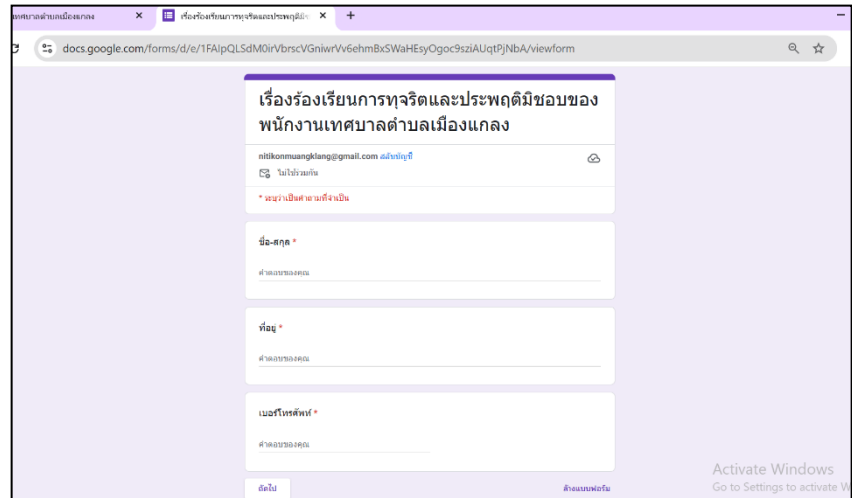 เทศบาลตำบลเมืองแกลง
เรื่องร้องเรียนการทุจริตและประพฤติมิช
docs.google.com/forms/d/e/1FAIpQLSdM0irVbrscVGniwrVv6ehmBxSWaHEsyOgoc9sziAUqtPjNbA/viewform
เรื่องร้องเรียนการทุจริตและประพฤติมิชอบของ
พนักงานเทศบาลตำบลเมืองแกลง
nitikonmuangklang@gmail.com สลับบัญชี
ไม่ใช่ร่วมกัน
* ระบุว่าเป็นคำถามที่จำเป็น
ชื่อ-สกุล *
คำตอบของคุณ
ที่อยู่ *
คำตอบของคุณ
เบอร์โทรศัพท์ *
คำตอบของคุณ
ถัดไป
ล้างแบบฟอร์ม
Activate Windows
Go to Settings to activate W